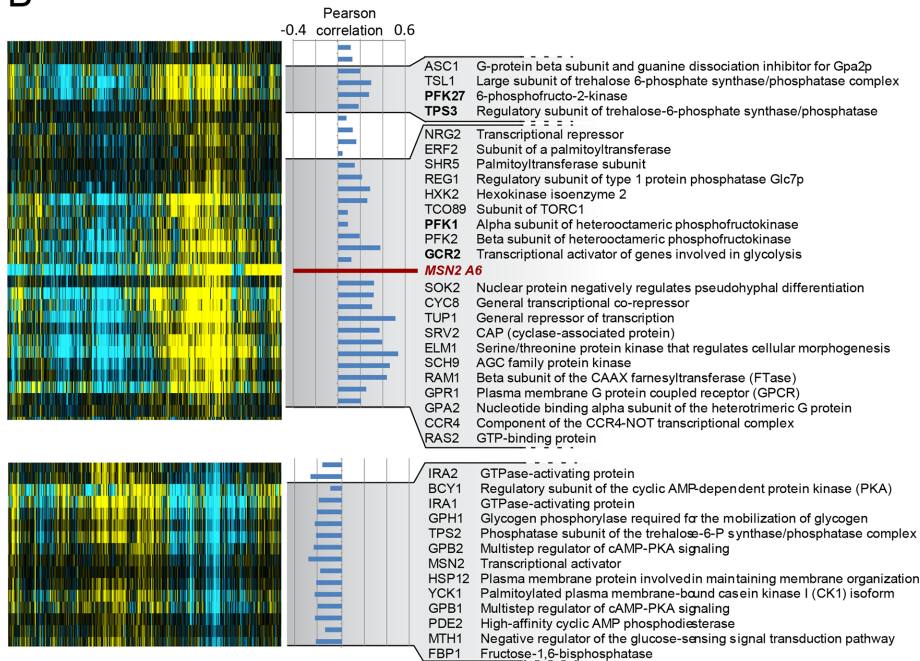 Pearson
-0.4 correlation 0.6
ASC1 G-protein beta subunit and guanine dissociation inhibitor for Gpa2p
TSL1 Large subunit of trehalose 6-phosphate synthase/phosphatase complex
PFK27 6-phosphofructo-2-kinase
TPS3 Regulatory subunit of trehalose-6-phosphate synthase/phosphatase
NRG2 Transcriptional repressor
ERF2 Subunit of a palmitoyltransferase
SHR5 Palmitoyltransferase subunit
REG1 Regulatory subunit of type 1 protein phosphatase Glc7p
HXK2 Hexokinase isoenzyme 2
TCO89 Subunit of TORC1
PFK1 Alpha subunit of heterooctameric phosphofructokinase
PFK2 Beta subunit of heterooctameric phosphofructokinase
GCR2 Transcriptional activator of genes involved in glycolysis
MSN2 A6
SOK2 Nuclear protein negatively regulates pseudohyphal differentiation
CYC8 General transcriptional co-repressor
TUP1 General repressor of transcription
SRV2 CAP (cyclase-associated protein)
ELM1 Serine/threonine protein kinase that regulates cellular morphogenesis
SCH9 AGC family protein kinase
RAM1 Beta subunit of the CAAX farnesyltransferase (FTase)
GPR1 Plasma membrane G protein coupled receptor (GPCR)
GPA2 Nucleotide binding alpha subunit of the heterotrimeric G protein
CCR4 Component of the CCR4-NOT transcriptional complex
RAS2 GTP-binding protein
IRA2 GTPase-activating protein
BCY1 Regulatory subunit of the cyclic AMP-dependent protein kinase (PKA)
IRA1 GTPase-activating protein
GPH1 Glycogen phosphorylase required for the mobilization of glycogen
TPS2 Phosphatase subunit of the trehalose-6-P synthase/phosphatase complex
GPB2 Multistep regulator of cAMP-PKA signaling
MSN2 Transcriptional activator
HSP12 Plasma membrane protein involved in maintaining membrane organization
YCK1 Palmitoylated plasma membrane-bound casein kinase I (CK1) isoform
GPB1 Multistep regulator of cAMP-PKA signaling
PDE2 High-affinity cyclic AMP phosphodiesterase
MTH1 Negative regulator of the glucose-sensing signal transduction pathway
FBP1 Fructose-1,6-bisphosphatase